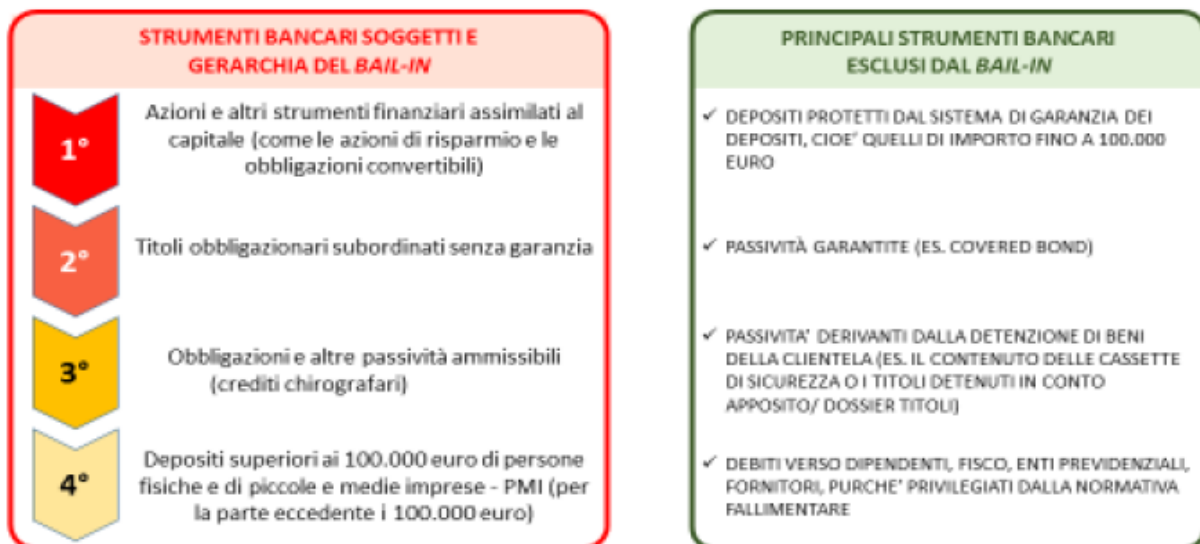 STRUMENTI BANCARI SOGGETTI E
GERARCHIA DEL BAIL-IN
1°
Azioni e altri strumenti finanziari assimilati al
capitale (come le azioni di risparmio e le
obbligazioni convertibili)
2°
Titoli obbligazionari subordinati senza garanzia
3°
Obbligazioni e altre passività ammissibili
(crediti chirografari)
4°
Depositi superiori ai 100.000 euro di persone
fisiche e di piccole e medie imprese - PMI (per
la parte eccedente i 100.000 euro)
PRINCIPALI STRUMENTI BANCARI
ESCLUSI DAL BAIL-IN
✓ DEPOSITI PROTETTI DAL SISTEMA DI GARANZIA DEI
DEPOSITI, CIOE' QUELLI DI IMPORTO FINO A 100.000
EURO
✓ PASSIVITÀ GARANTITE (ES. COVERED BOND)
✓ PASSIVITA' DERIVANTI DALLA DETENZIONE DI BENI
DELLA CLIENTELA (ES. IL CONTENUTO DELLE CASSETTE
DI SICUREZZA O I TITOLI DETENUTI IN CONTO
APPOSITO/ DOSSIER TITOLI)
✓ DEBITI VERSO DIPENDENTI, FISCO, ENTI PREVIDENZIALI,
FORNITORI, PURCHE' PRIVILEGIATI DALLA NORMATIVA
FALLIMENTARE